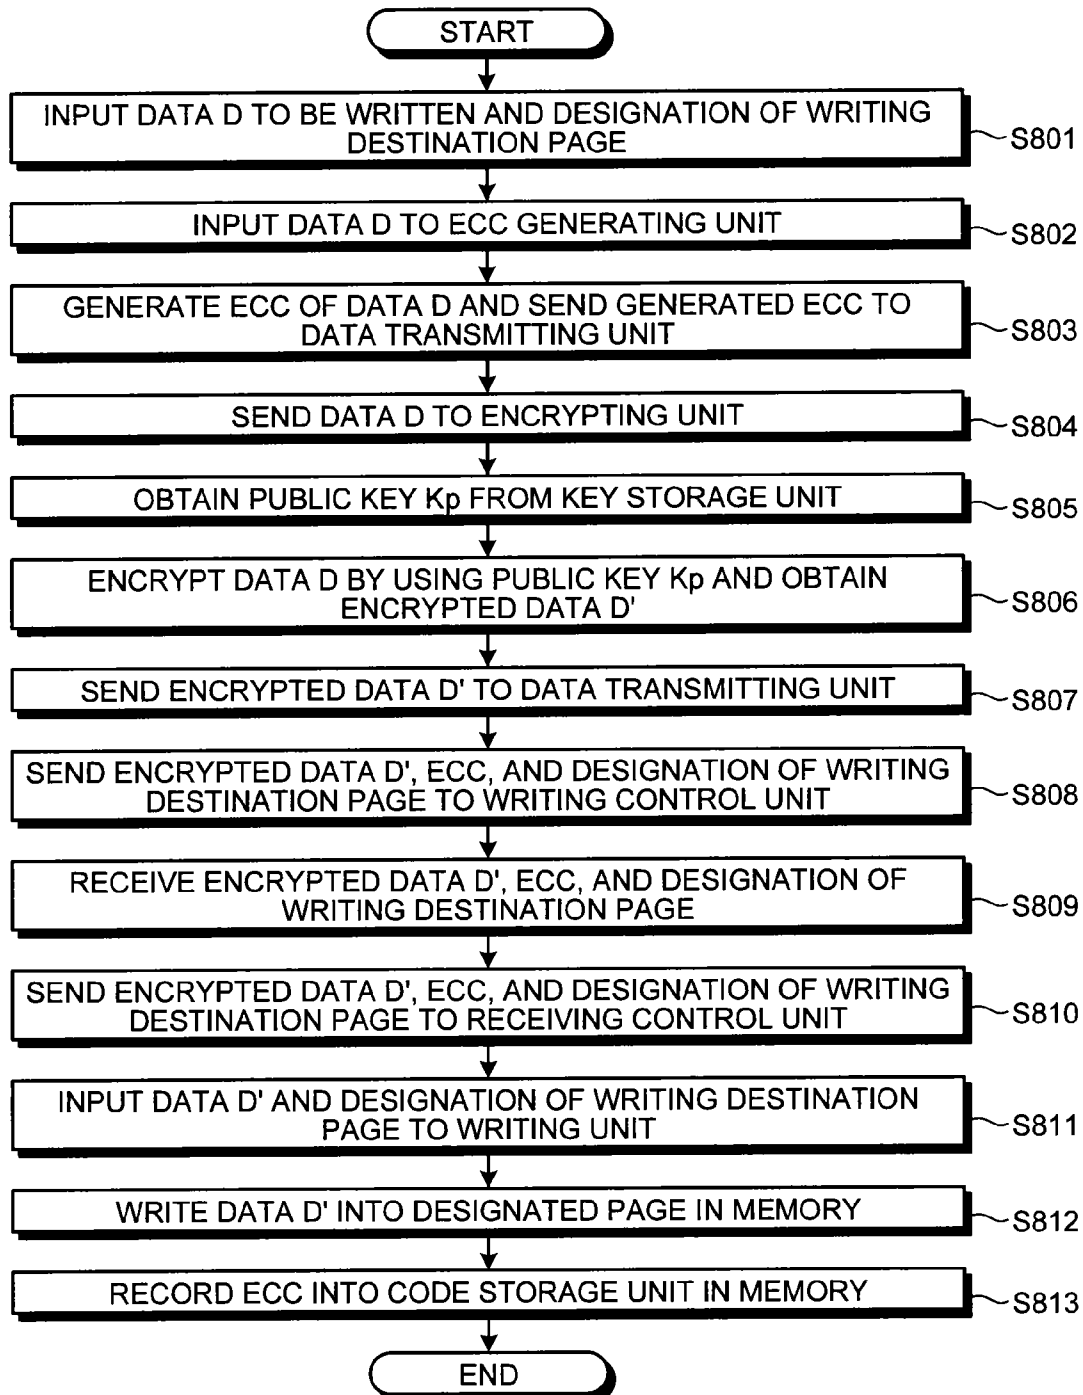 START
INPUT DATA D TO BE WRITTEN AND DESIGNATION OF WRITING
DESTINATION PAGE
S801
INPUT DATA D TO ECC GENERATING UNIT
S802
GENERATE ECC OF DATA D AND SEND GENERATED ECC TO
DATA TRANSMITTING UNIT
S803
SEND DATA D TO ENCRYPTING UNIT
S804
OBTAIN PUBLIC KEY Kp FROM KEY STORAGE UNIT
S805
ENCRYPT DATA D BY USING PUBLIC KEY Kp AND OBTAIN
ENCRYPTED DATA D'
S806
SEND ENCRYPTED DATA D' TO DATA TRANSMITTING UNIT
S807
SEND ENCRYPTED DATA D', ECC, AND DESIGNATION OF WRITING
DESTINATION PAGE TO WRITING CONTROL UNIT
S808
RECEIVE ENCRYPTED DATA D', ECC, AND DESIGNATION OF
WRITING DESTINATION PAGE
S809
SEND ENCRYPTED DATA D', ECC, AND DESIGNATION OF WRITING
DESTINATION PAGE TO RECEIVING CONTROL UNIT
S810
INPUT DATA D' AND DESIGNATION OF WRITING DESTINATION
PAGE TO WRITING UNIT
S811
WRITE DATA D' INTO DESIGNATED PAGE IN MEMORY
S812
RECORD ECC INTO CODE STORAGE UNIT IN MEMORY
S813
END